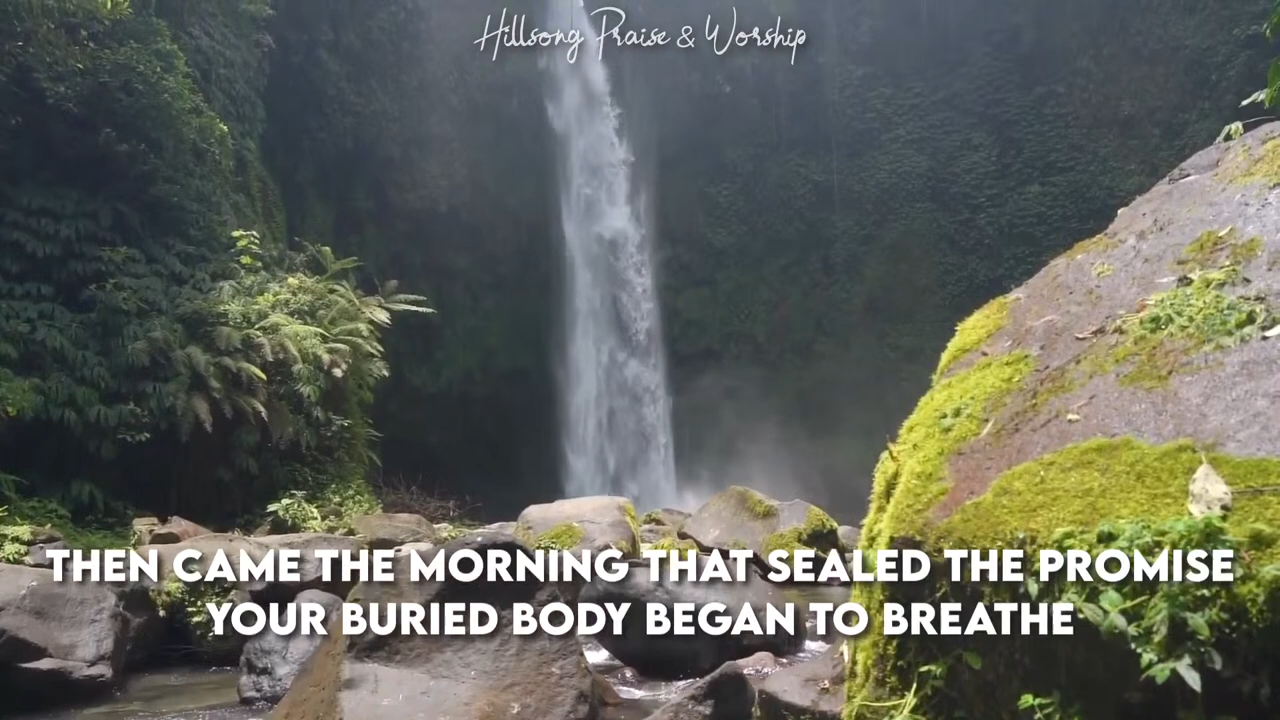 Hillsong Praise & Worship
THEN CAME THE MORNING THAT SEALED THE PROMISE
YOUR BURIED BODY BEGAN TO BREATHE